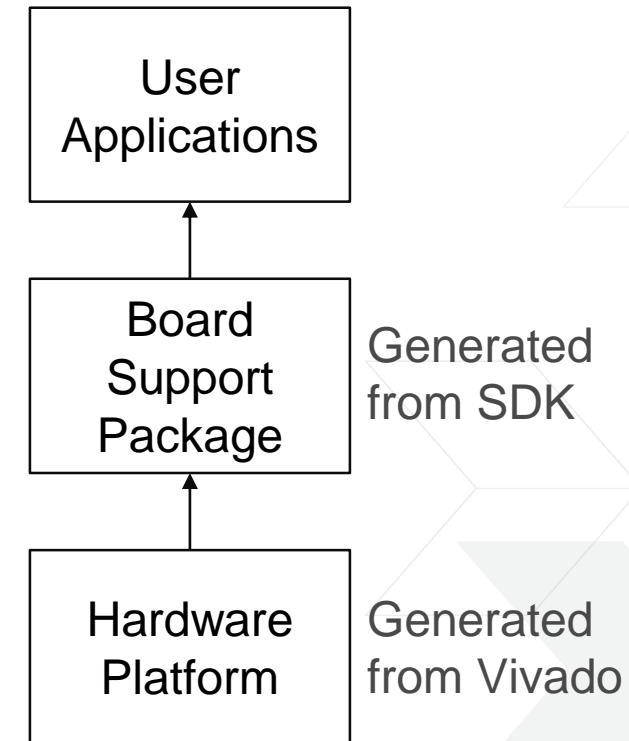 User
Applications
Board
Support
Package
Generated
from SDK
Hardware
Platform
Generated
from Vivado